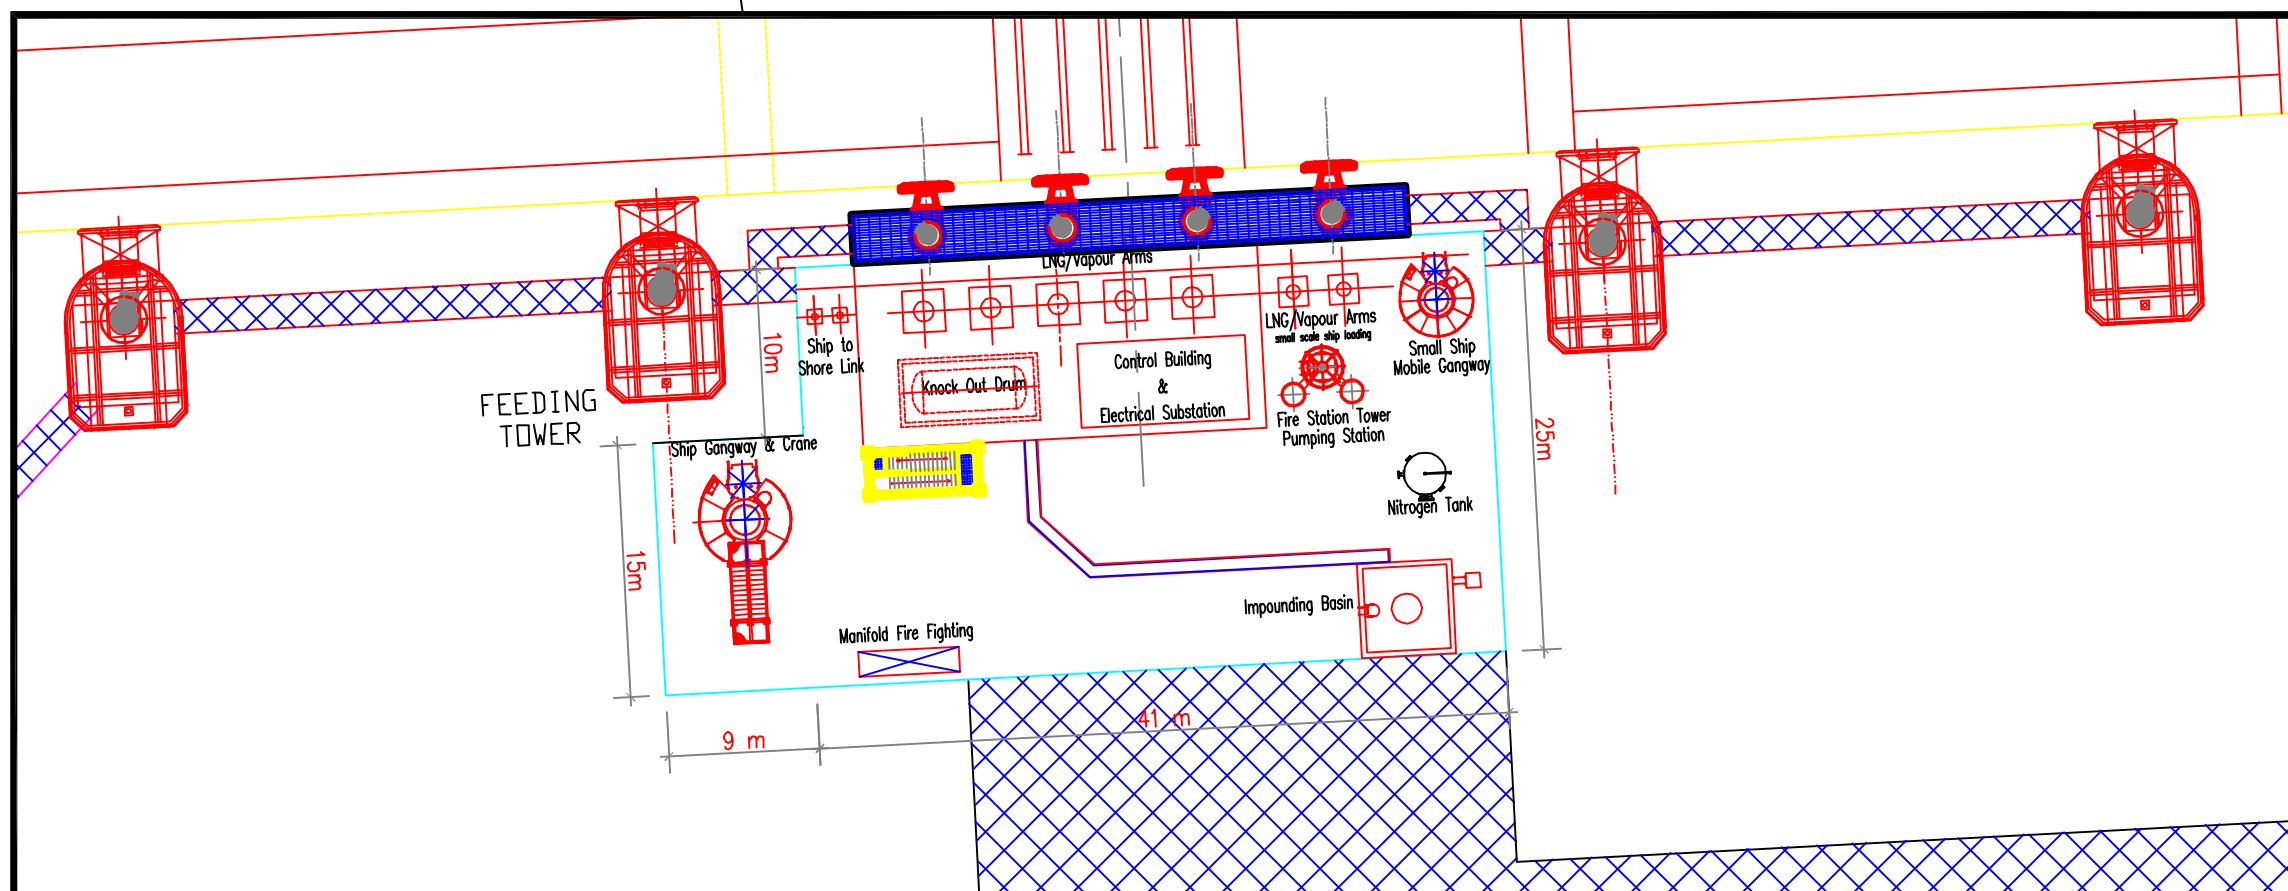 LNG/Vapour Arms
10m
Ship to
Shore Link
LNG/Vapour Arms
small scale ship loading
Small Ship
Mobile Gangway
Control Building
&
Electrical Substation
Knock Out Drum
FEEDING
TOWER
Fire Station Tower
Pumping Station
25m
Ship Gangway & Crane
Nitrogen Tank
15m
Impounding Basin
Manifold Fire Fighting
9 m
41 m